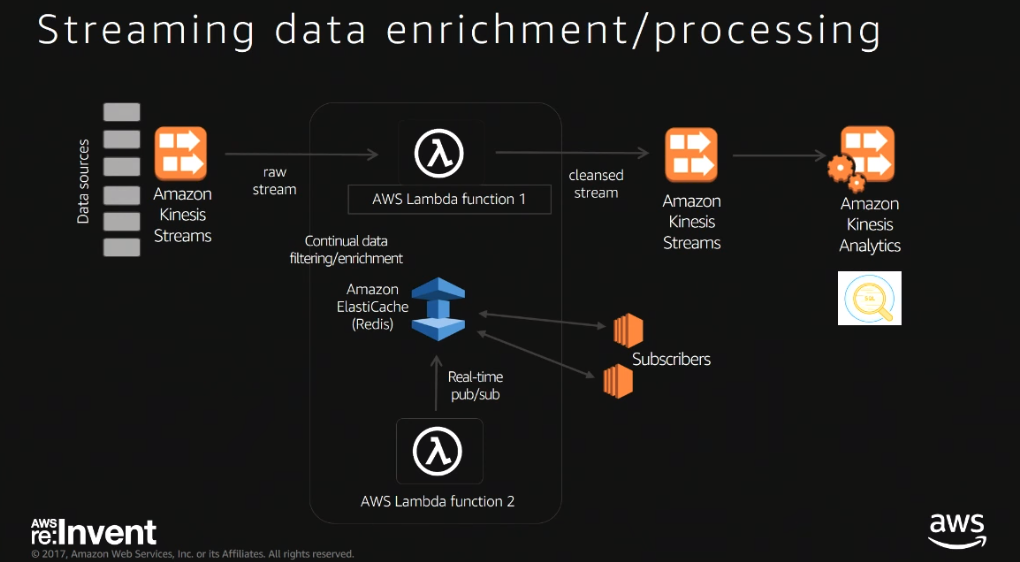 Streaming data enrichment/processing
Data sources
Amazon
Kinesis
Streams
raw
stream
AWS Lambda function 1
cleansed
stream
Amazon
Kinesis
Streams
Amazon
Kinesis
Analytics
Continual data
filtering/enrichment
Amazon
ElastiCache
(Redis)
Subscribers
Real-time
pub/sub
AWS Lambda function 2
AWS
re:Invent
© 2017, Amazon Web Services, Inc. or its Affiliates. All rights reserved.
aws